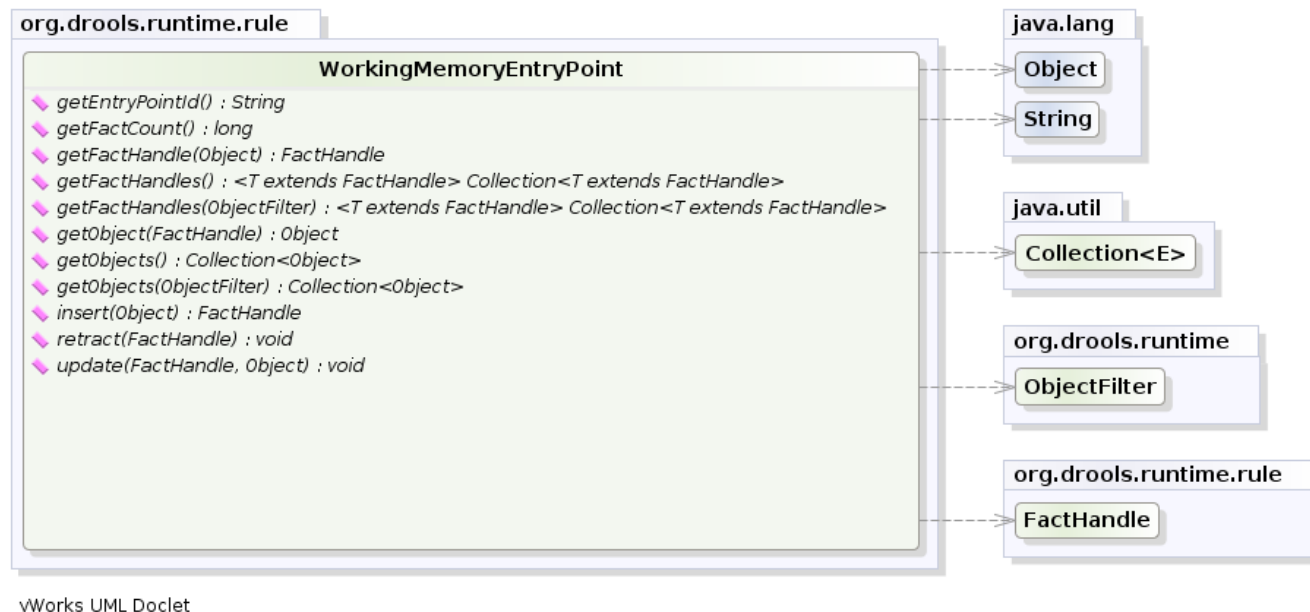 org.drools.runtime.rule
WorkingMemoryEntryPoint
getEntryPointId() : String
getFactCount() : long
getFactHandle(Object) : FactHandle
getFactHandles() : <T extends FactHandle> Collection<T extends FactHandle>
getFactHandles(ObjectFilter) : <T extends FactHandle> Collection<T extends FactHandle>
getObject(FactHandle) : Object
getObjects() : Collection<Object>
getObjects(ObjectFilter) : Collection<Object>
insert(Object) : FactHandle
retract(FactHandle) : void
update(FactHandle, Object) : void
java.lang
Object
String
java.util
Collection<E>
org.drools.runtime
ObjectFilter
org.drools.runtime.rule
FactHandle
yWorks UML Doclet